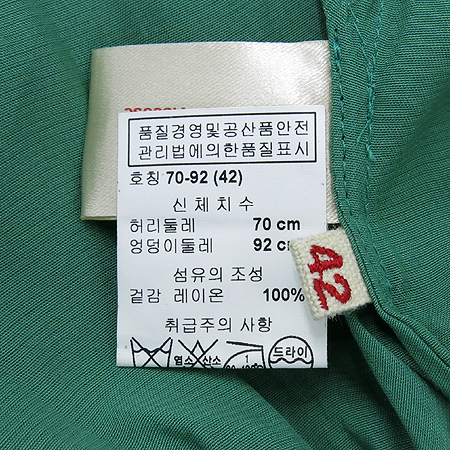 품질경영및공산품안전
관리법에의한품질표시
호칭 70-92 (42)
신 체 치 수
허리둘레 70 cm
엉덩이둘레 92 cm
섬유의 조성
겉감 레이온 100%
취급주의 사항
염소 산소 1 드라이
42